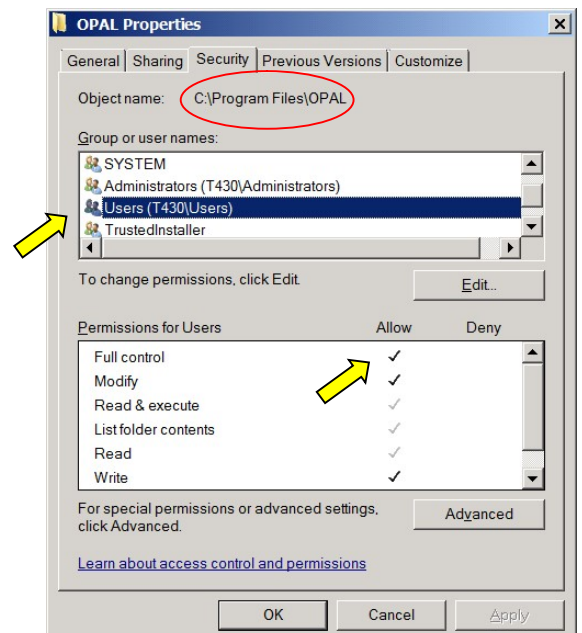 OPAL Properties
General Sharing Security Previous Versions Customize
Object name: C:\Program Files\OPAL
Group or user names:
SYSTEM
Administrators (T430\Administrators)
Users (T430\Users)
TrustedInstaller
To change permissions, click Edit. Edit...
Permissions for Users Allow Deny
Full control
Modify
Read & execute
List folder contents
Read
Write
For special permissions or advanced settings, Advanced
click Advanced.
Learn about access control and permissions
OK Cancel Apply